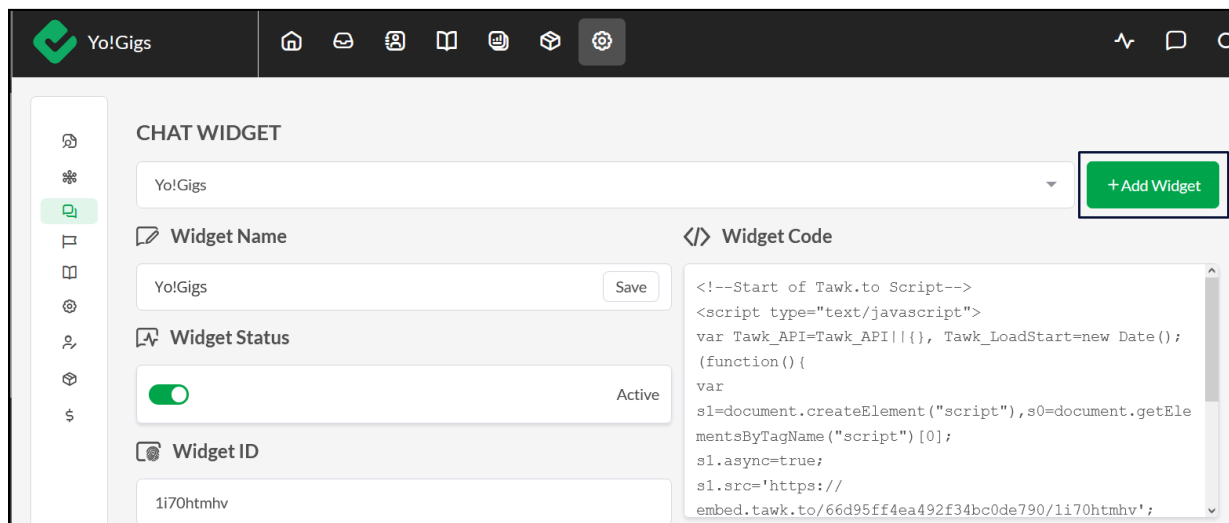 Yo!Gigs
CHAT WIDGET
Yo!Gigs
+Add Widget
Widget Name
Yo!Gigs
Save
Widget Status
Active
Widget ID
1i70htmhv
</> Widget Code
<!--Start of Tawk.to Script-->
<script type="text/javascript">
var Tawk_API=Tawk_API||{}, Tawk_LoadStart=new Date();
(function(){
var
s1=document.createElement("script"),s0=document.getEle
mentsByTagName("script")[0];
s1.async=true;
s1.src='https://
embed.tawk.to/66d95ff4ea492f34bc0de790/1i70htmhv';